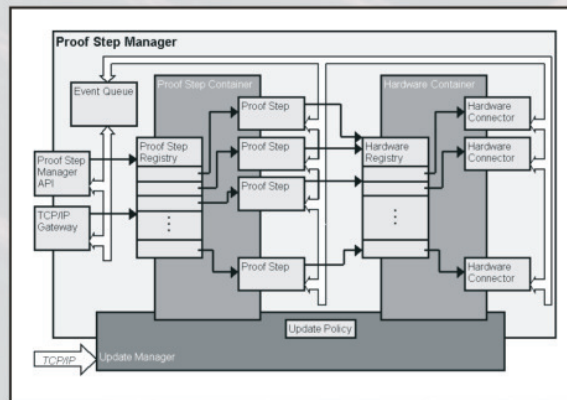 Proof Step Manager
Event Queue
Proof Step Container
Hardware Container
Proof Step
Hardware
Connector
Proof Step
Manager
API
Proof Step
Registry
Proof Step
Hardware
Registry
Hardware
Connector
Proof Step
TCP/IP
Gateway
Proof Step
Hardware
Connector
Update Policy
TCP/IP
Update Manager